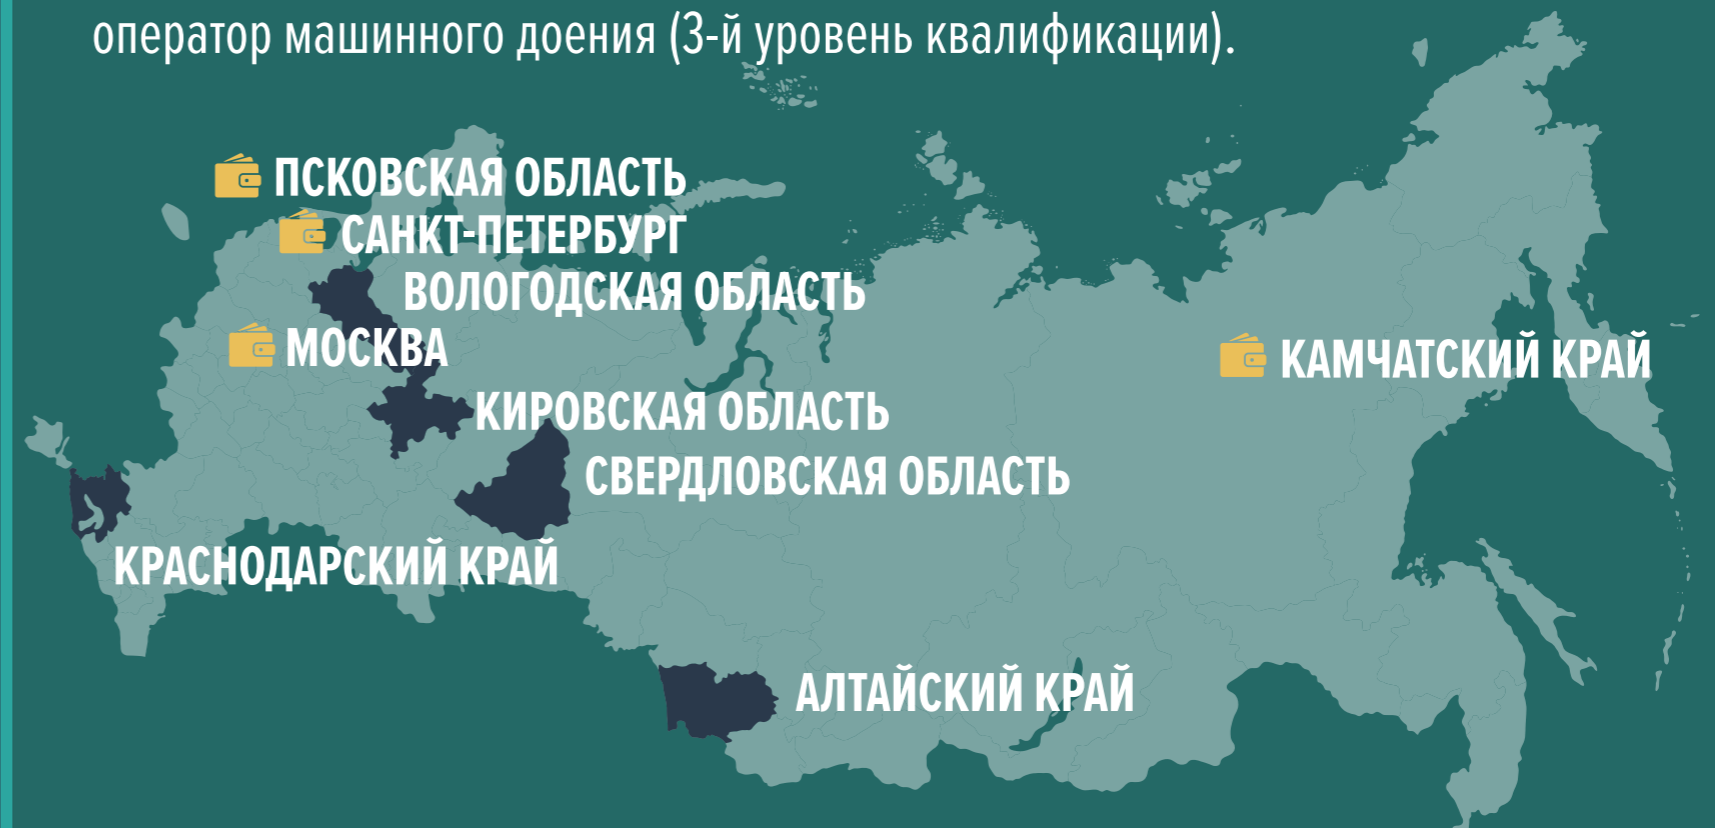 оператор машинного доения (3-й уровень квалификации).
ПСКОВСКАЯ ОБЛАСТЬ
САНКТ-ПЕТЕРБУРГ
ВОЛОГОДСКАЯ ОБЛАСТЬ
МОСКВА
КАМЧАТСКИЙ КРАЙ
КИРОВСКАЯ ОБЛАСТЬ
СВЕРДЛОВСКАЯ ОБЛАСТЬ
КРАСНОДАРСКИЙ КРАЙ
АЛТАЙСКИЙ КРАЙ